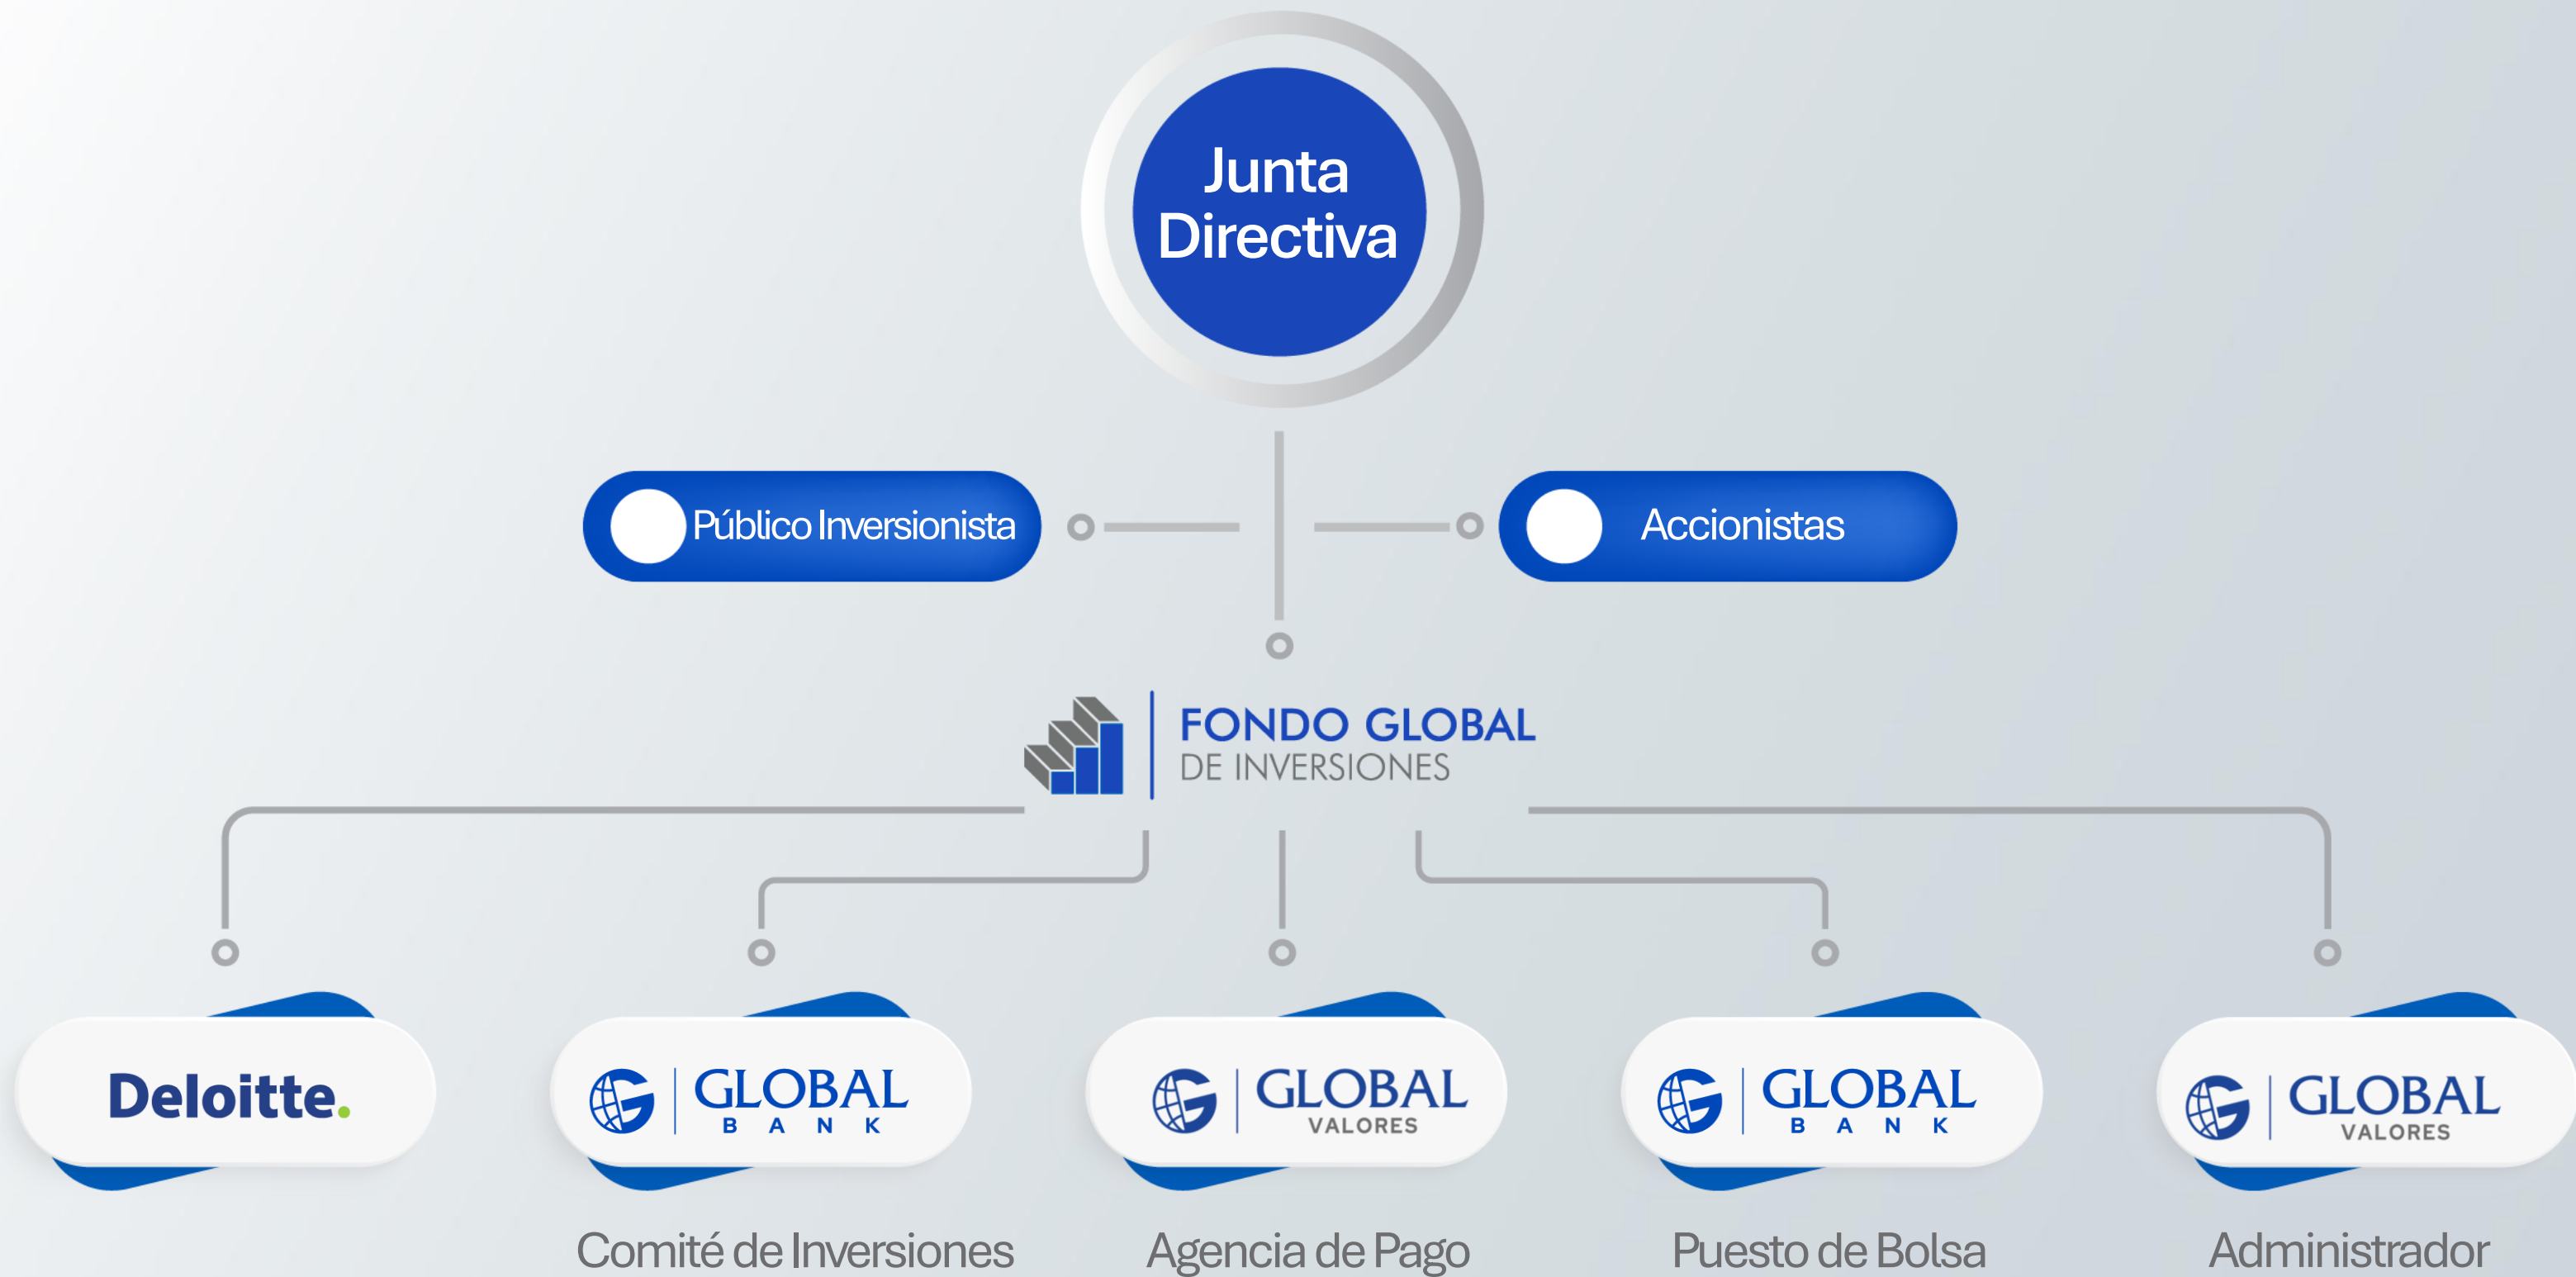 Junta
Directiva
Público Inversionista
Accionistas
FONDO GLOBAL
DE INVERSIONES
Deloitte.
GLOBAL
BANK
GLOBAL
VALORES
GLOBAL
BANK
GLOBAL
VALORES
Comité de Inversiones
Agencia de Pago
Puesto de Bolsa
Administrador